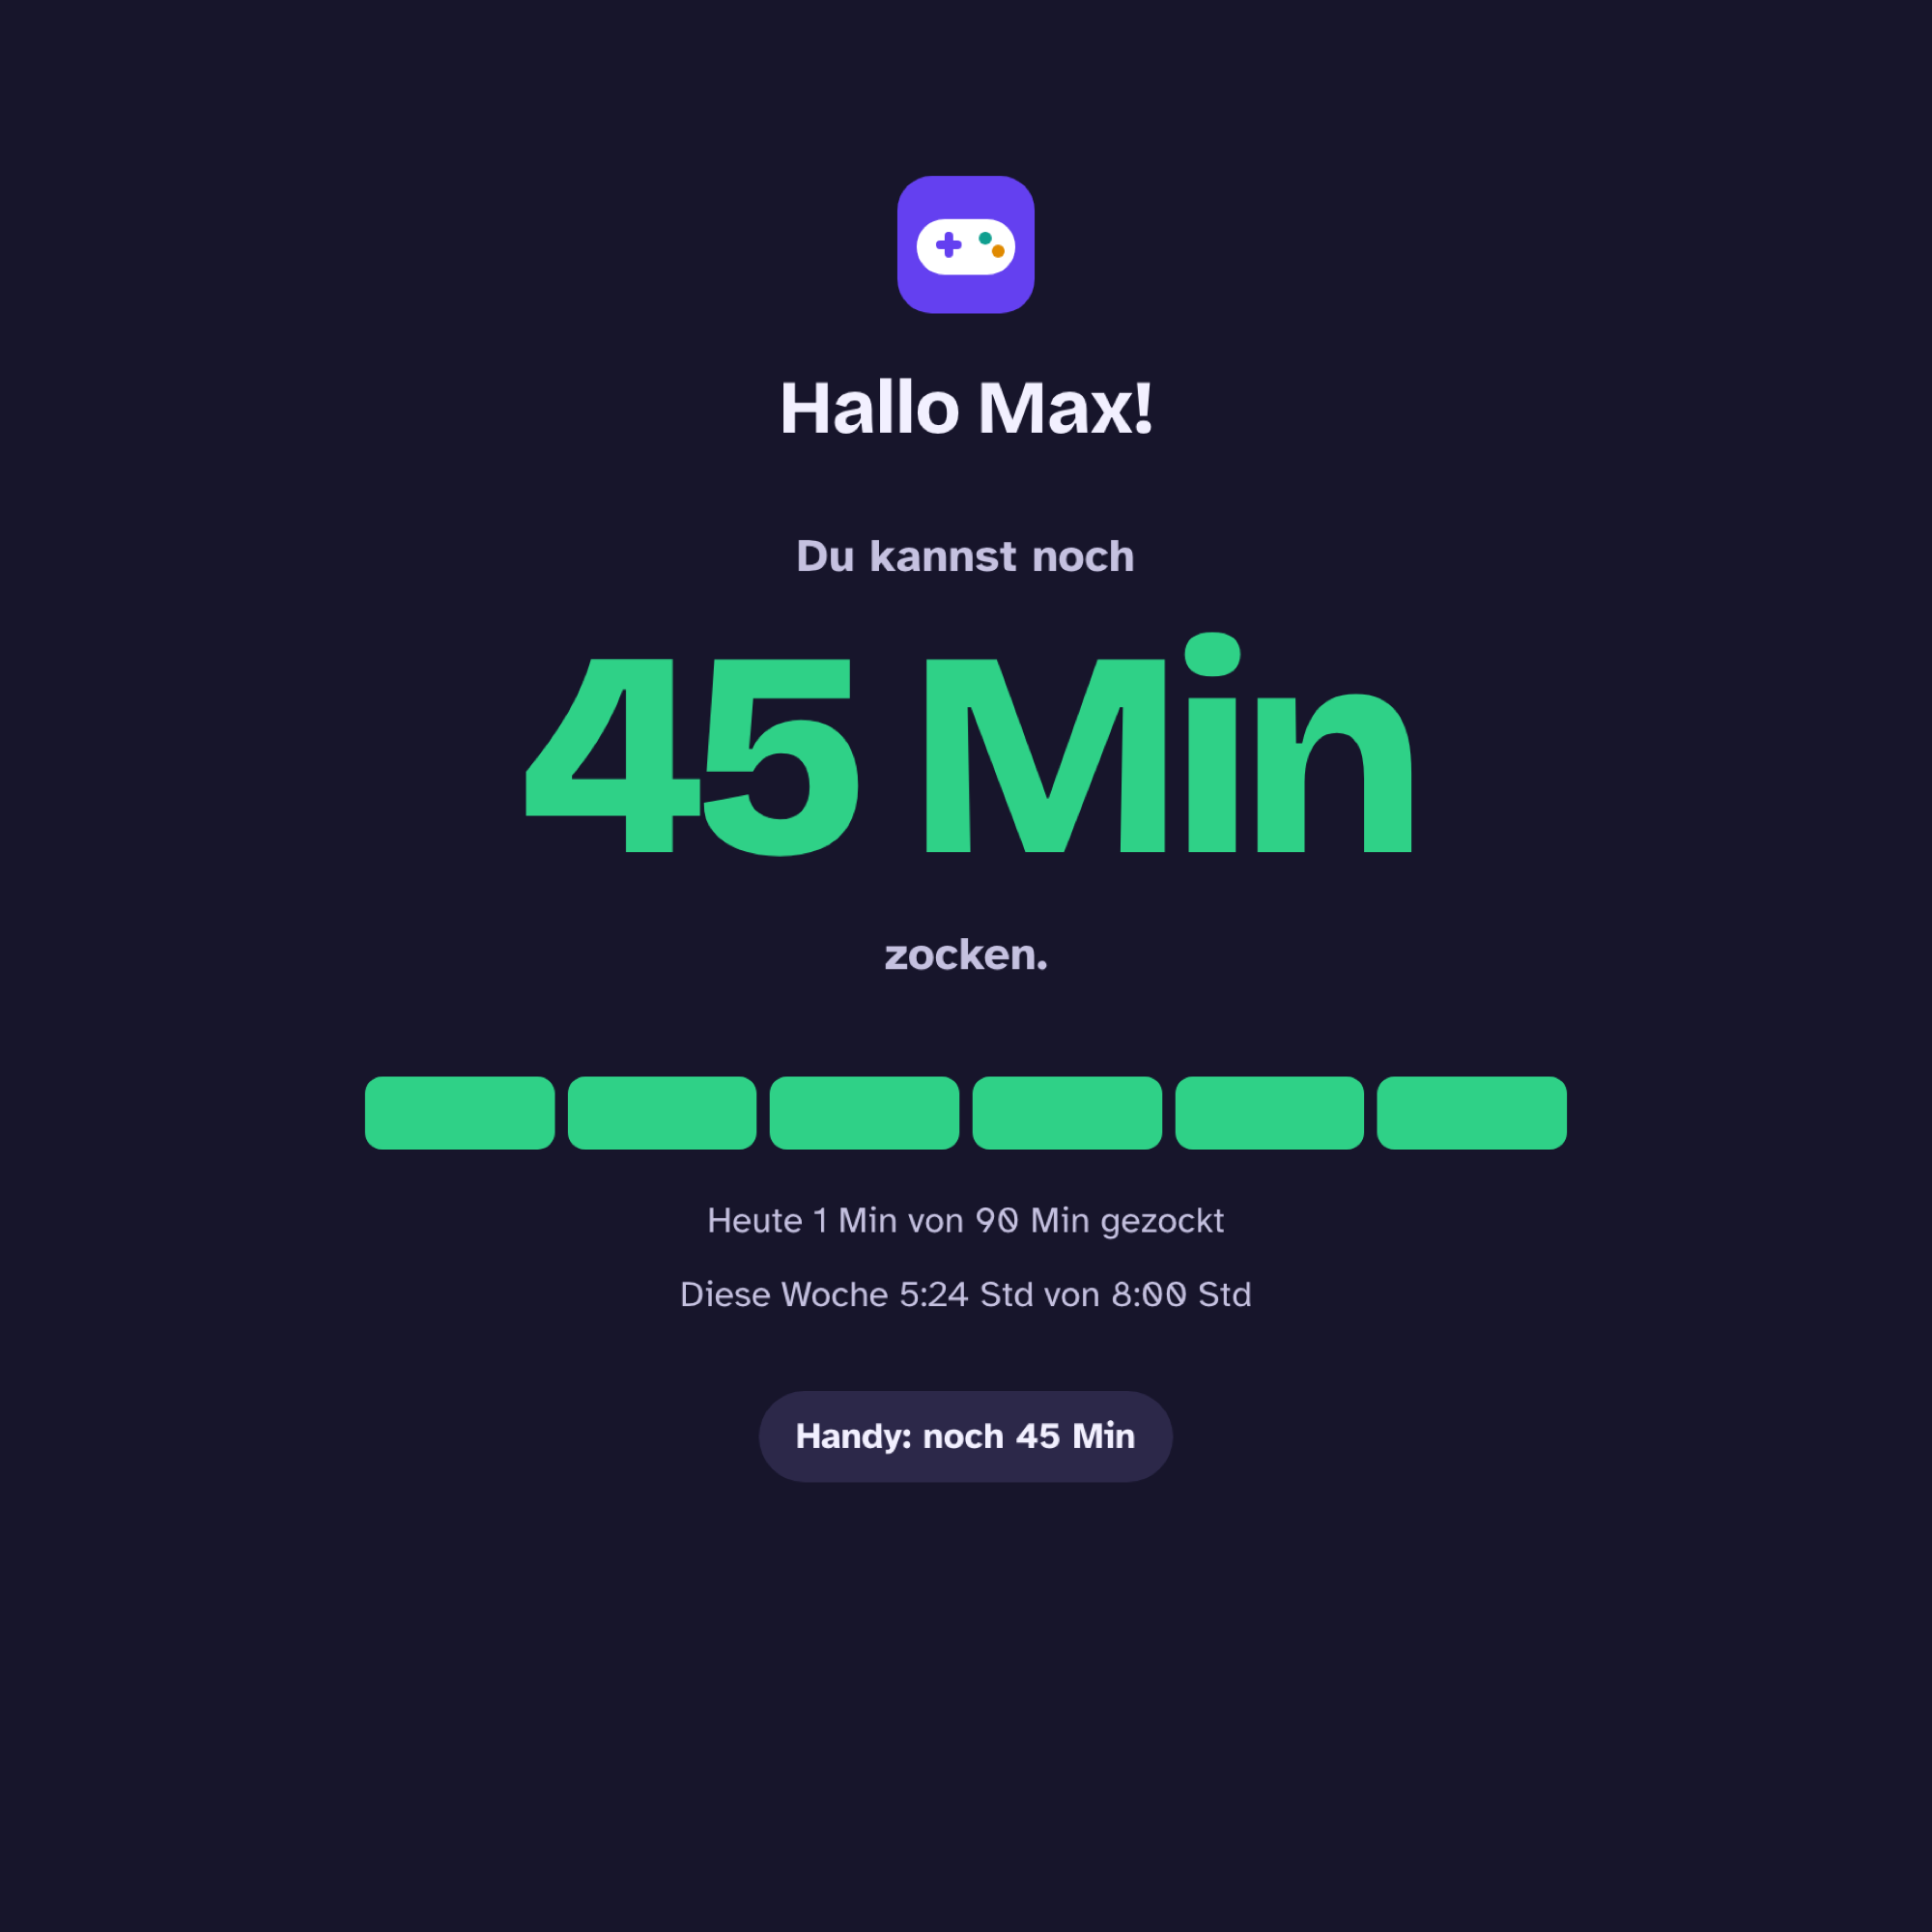 Hallo Max!
Du kannst noch
45 Min
zocken.
Heute 1 Min von 90 Min gezockt
Diese Woche 5:24 Std von 8:00 Std
Handy: noch 45 Min